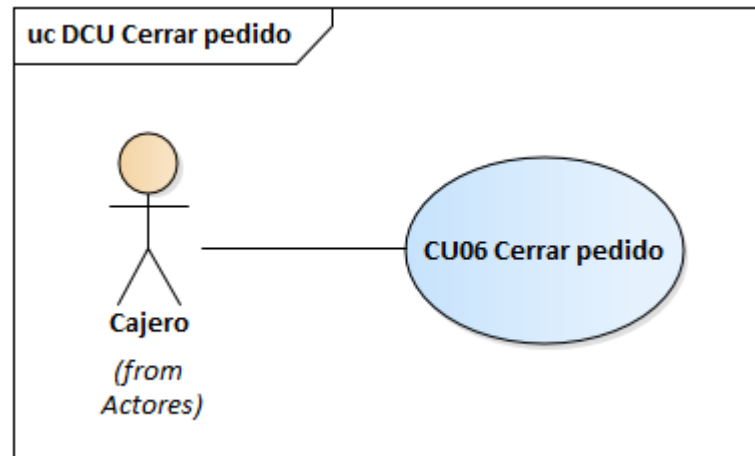 uc DCU Cerrar pedido
CU06 Cerrar pedido
Cajero
(from
Actores)